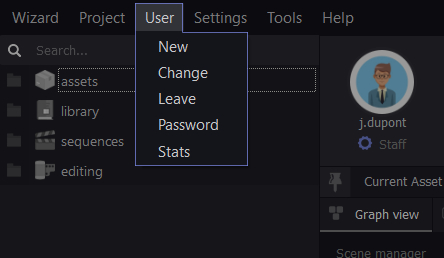 Wizard Project User Settings Tools Help
Search...
New
Change
Leave
Password
Stats
assets
library
sequences
editing
j.dupont
Staff
Current Asset
Graph view
Scene manager